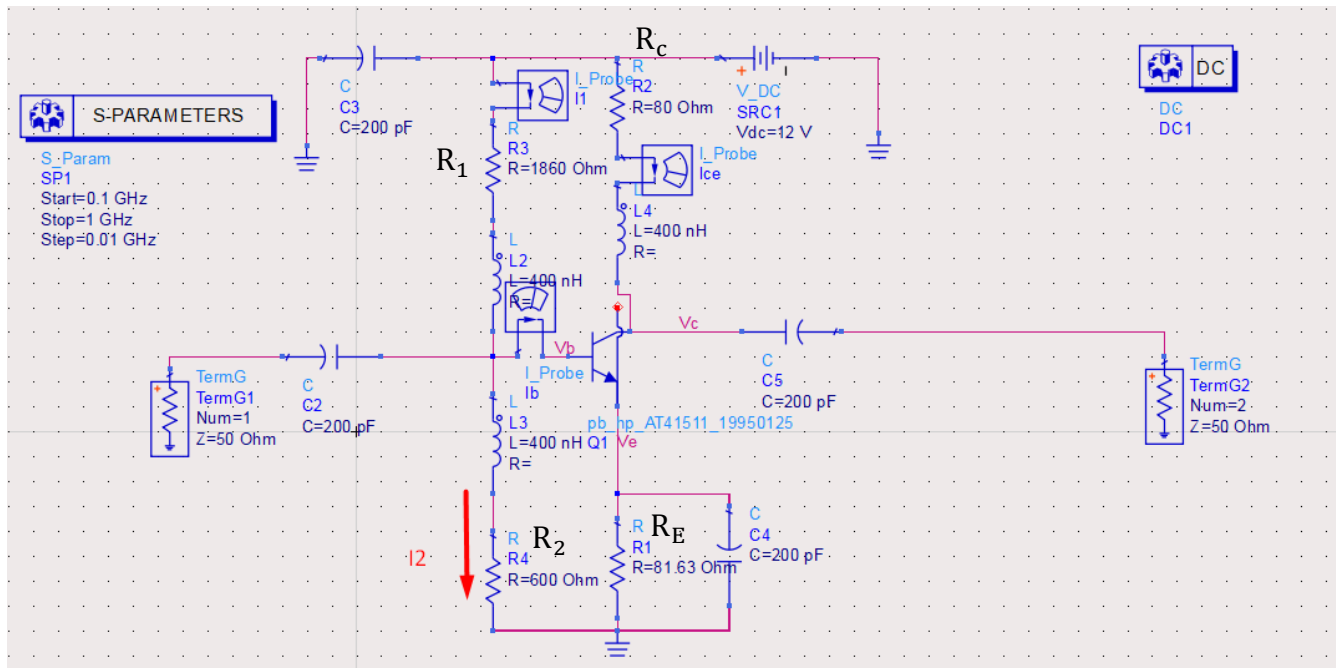 S-PARAMETERS
S_Param
SP1
Start=0.1 GHz
Stop=1 GHz
Step=0.01 GHz
C
C3
C=200 pF
I_Probe
I1
R
R3
R=1860 Ohm
R₁
R_c
R
R2
R=80 Ohm
I_Probe
Ice
V_DC
SRC1
Vdc=12 V
DC
DC
DC1
L
L4
L=400 nH
R=
L
L2
L=400 nH
R=
I_Probe
Ib
Vb
Vc
TermG
TermG1
Num=1
Z=50 Ohm
C
C2
C=200 pF
L
L3
L=400 nH
R=
pb_hp_AT41511_19950125
Q1
Ve
C
C5
C=200 pF
TermG
TermG2
Num=2
Z=50 Ohm
I2
R
R4
R=600 Ohm
R₂
R
R1
R=81.63 Ohm
R_E
C
C4
C=200 pF